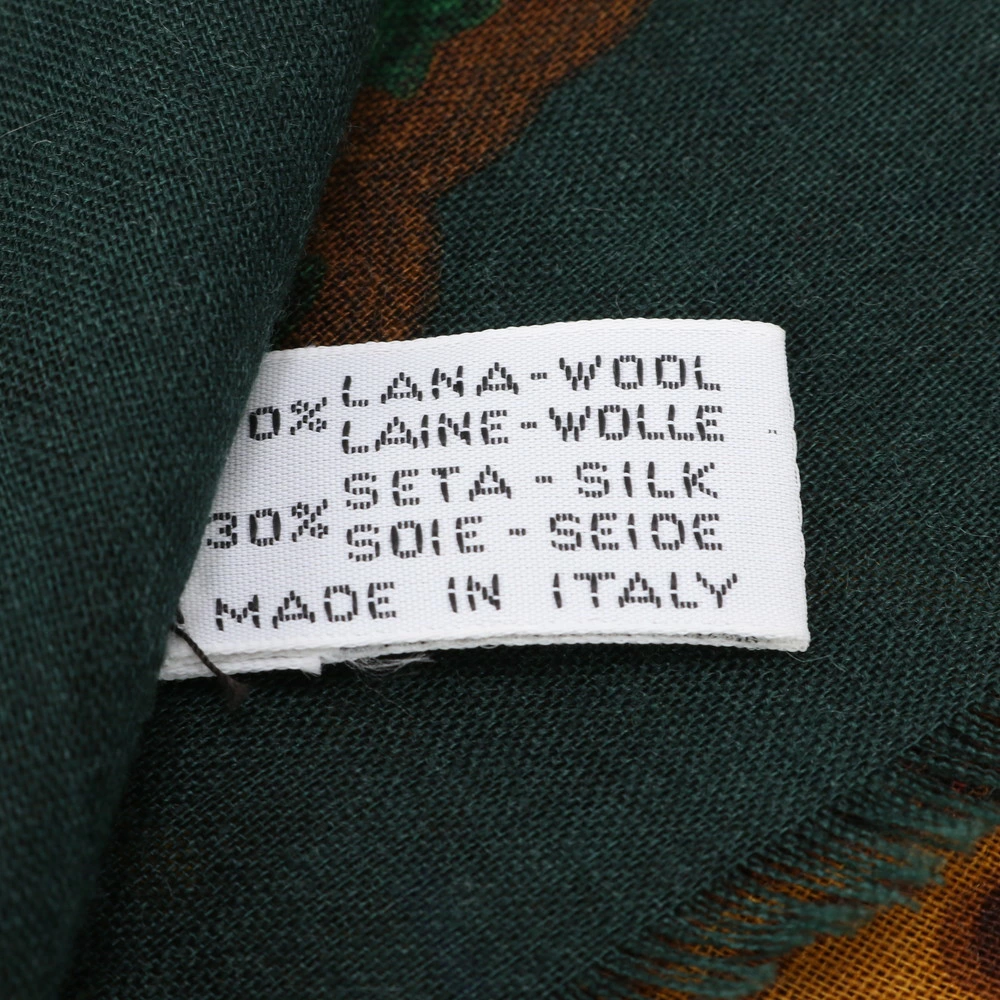 0% LANA-WOOL
LAINE-WOLLE
30% SETA - SILK
SOIE - SEIDE
MADE IN ITALY